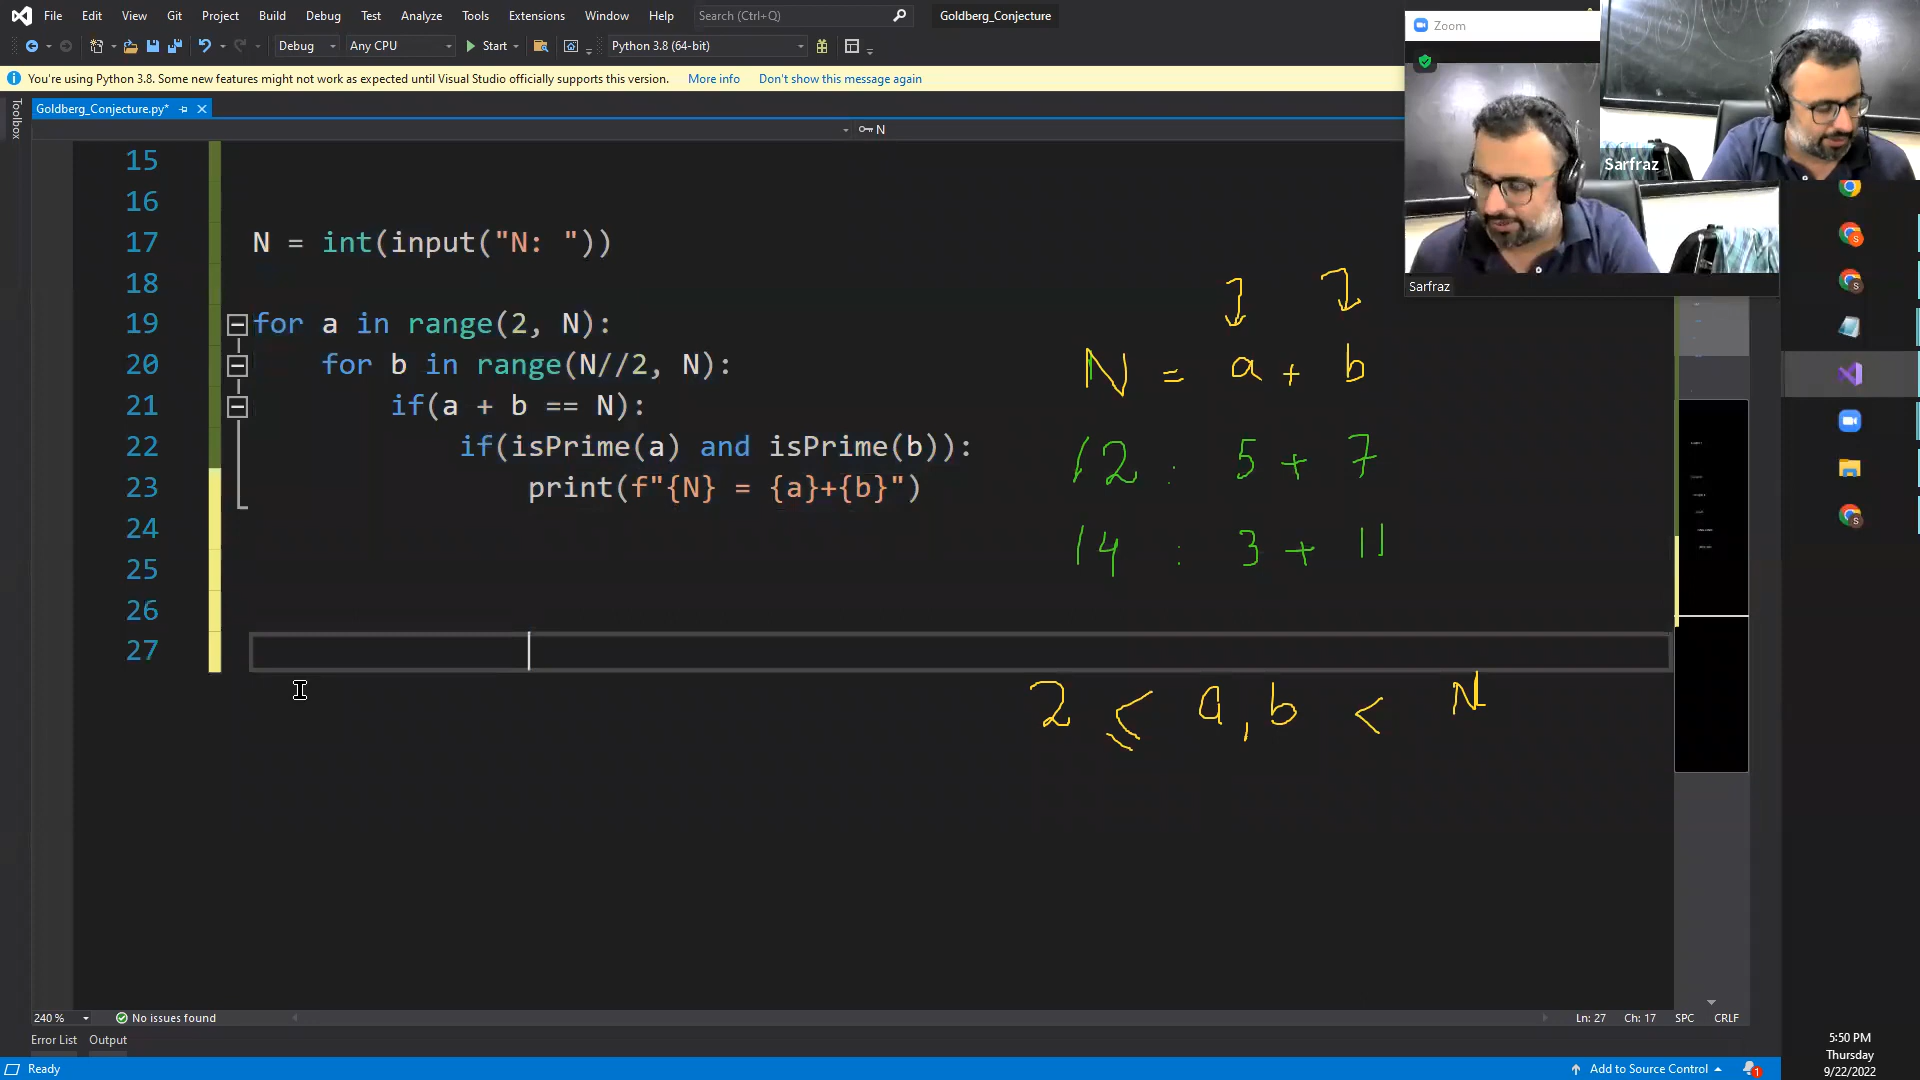 File Edit View Git Project Build Debug Test Analyze Tools Extensions Window Help Search (Ctrl+Q) Goldberg_Conjecture
Debug Any CPU Start Python 3.8 (64-bit)
You're using Python 3.8. Some new features might not work as expected until Visual Studio officially supports this version. More info Don't show this message again
Goldberg_Conjecture.py*
N
Toolbox
Zoom
Sarfraz
Sarfraz
15
16
17 N = int(input("N: "))
18
19 for a in range(2, N):
20 for b in range(N//2, N):
21 if(a + b == N):
22 if(isPrime(a) and isPrime(b)):
23 print(f"{N} = {a}+{b}")
24
25
26
27
N = a + b
12 : 5 + 7
14 : 3 + 11
2 ≤ a, b < N
240 % No issues found Ln: 27 Ch: 17 SPC CRLF
Error List Output
Ready Add to Source Control 1
5:50 PM
Thursday
9/22/2022